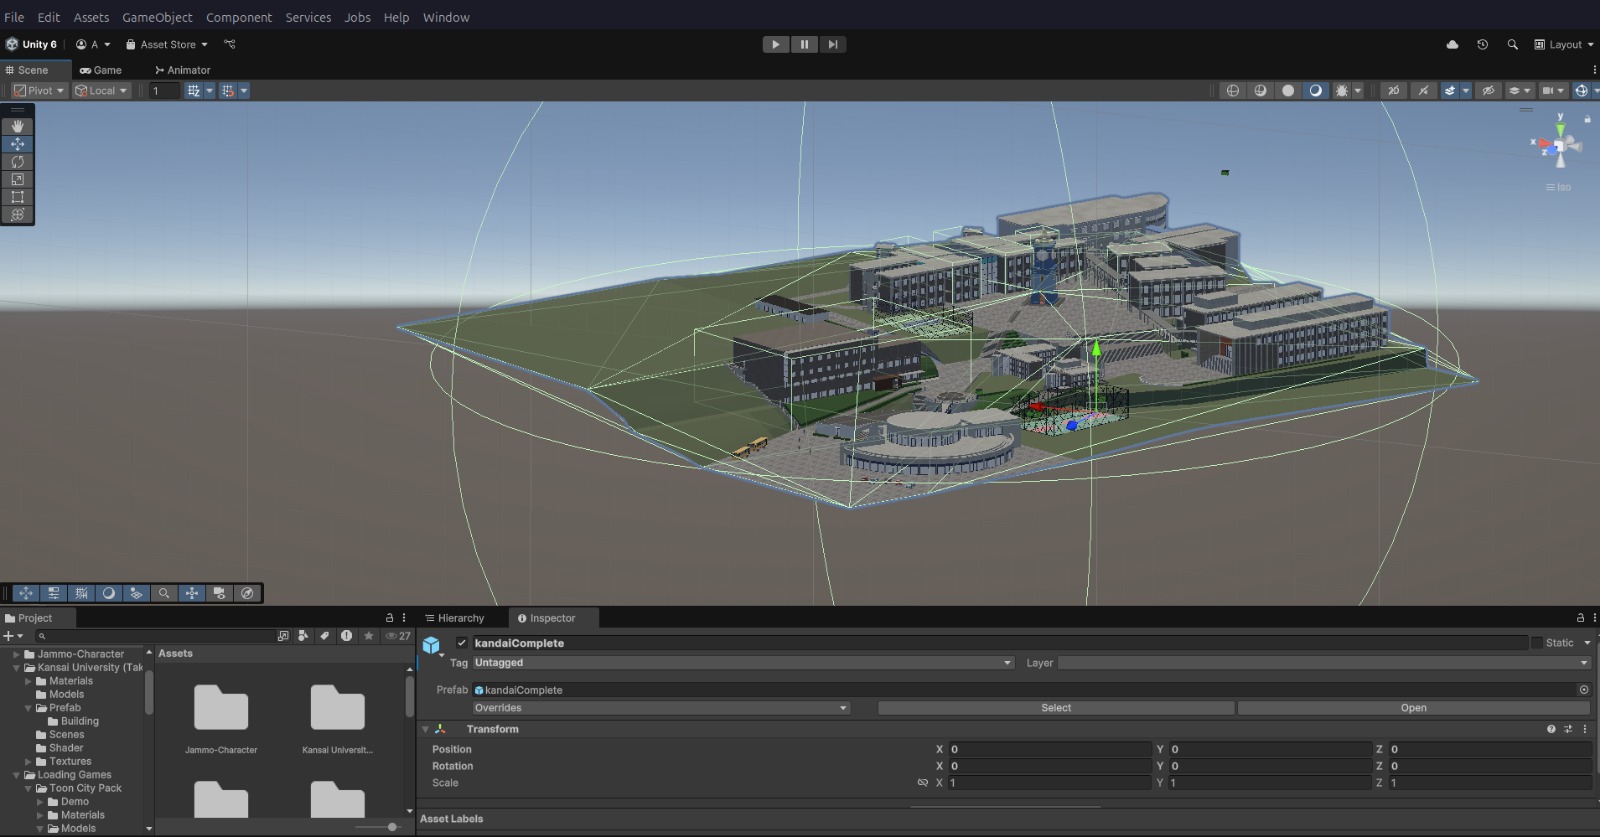 File Edit Assets GameObject Component Services Jobs Help Window
Unity 6 A Asset Store Layout
Scene Game Animator
Pivot Local 1 2D
y
x
z
Iso
Project Hierarchy Inspector
27
Jammo-Character
Kansai University (Tak
Materials
Models
Prefab
Building
Scenes
Shader
Textures
Loading Games
Toon City Pack
Demo
Materials
Models
Assets
Jammo-Character Kansai Universit...
kandaiComplete Static
Tag Untagged Layer
Prefab kandaiComplete
Overrides Select Open
Transform
Position X 0 Y 0 Z 0
Rotation X 0 Y 0 Z 0
Scale X 1 Y 1 Z 1
Asset Labels